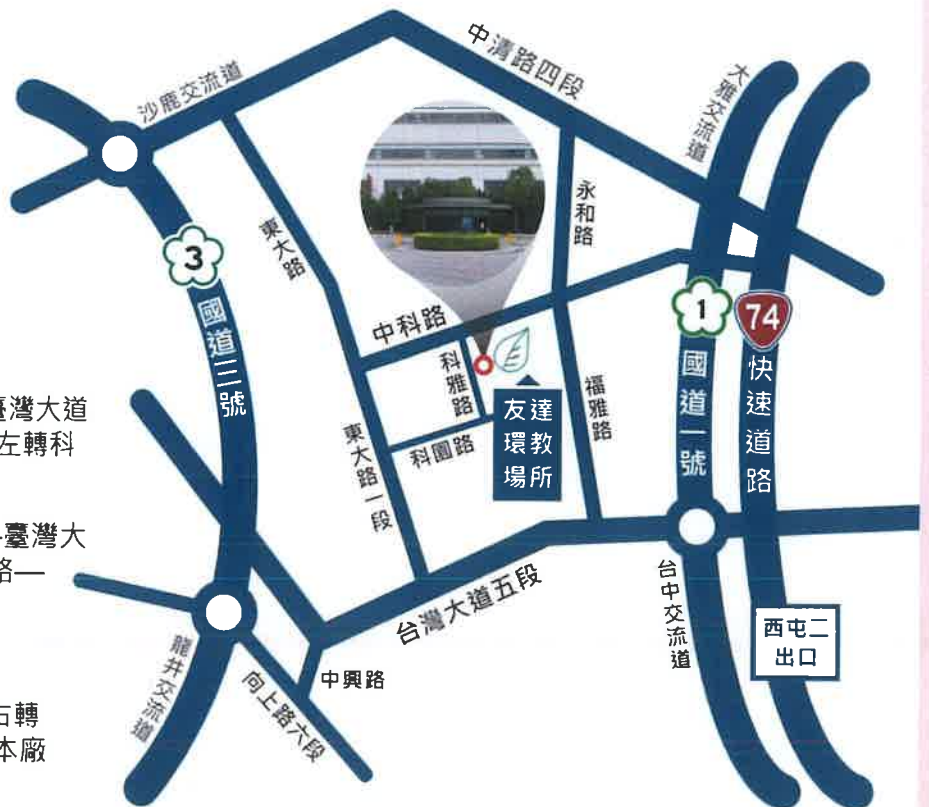 中清路四段
沙鹿交流道
大雅交流道
永和路
東大路
3
國道三號
中科路
1
國道一號
74
快速道路
科雅路
友達
環教
場所
福雅路
科園路
東大路一段
臺灣大道
左轉科
臺灣大
路—
台灣大道五段
台中交流道
西屯二
出口
龍井交流道
中興路
向上路六段
右轉
本廠